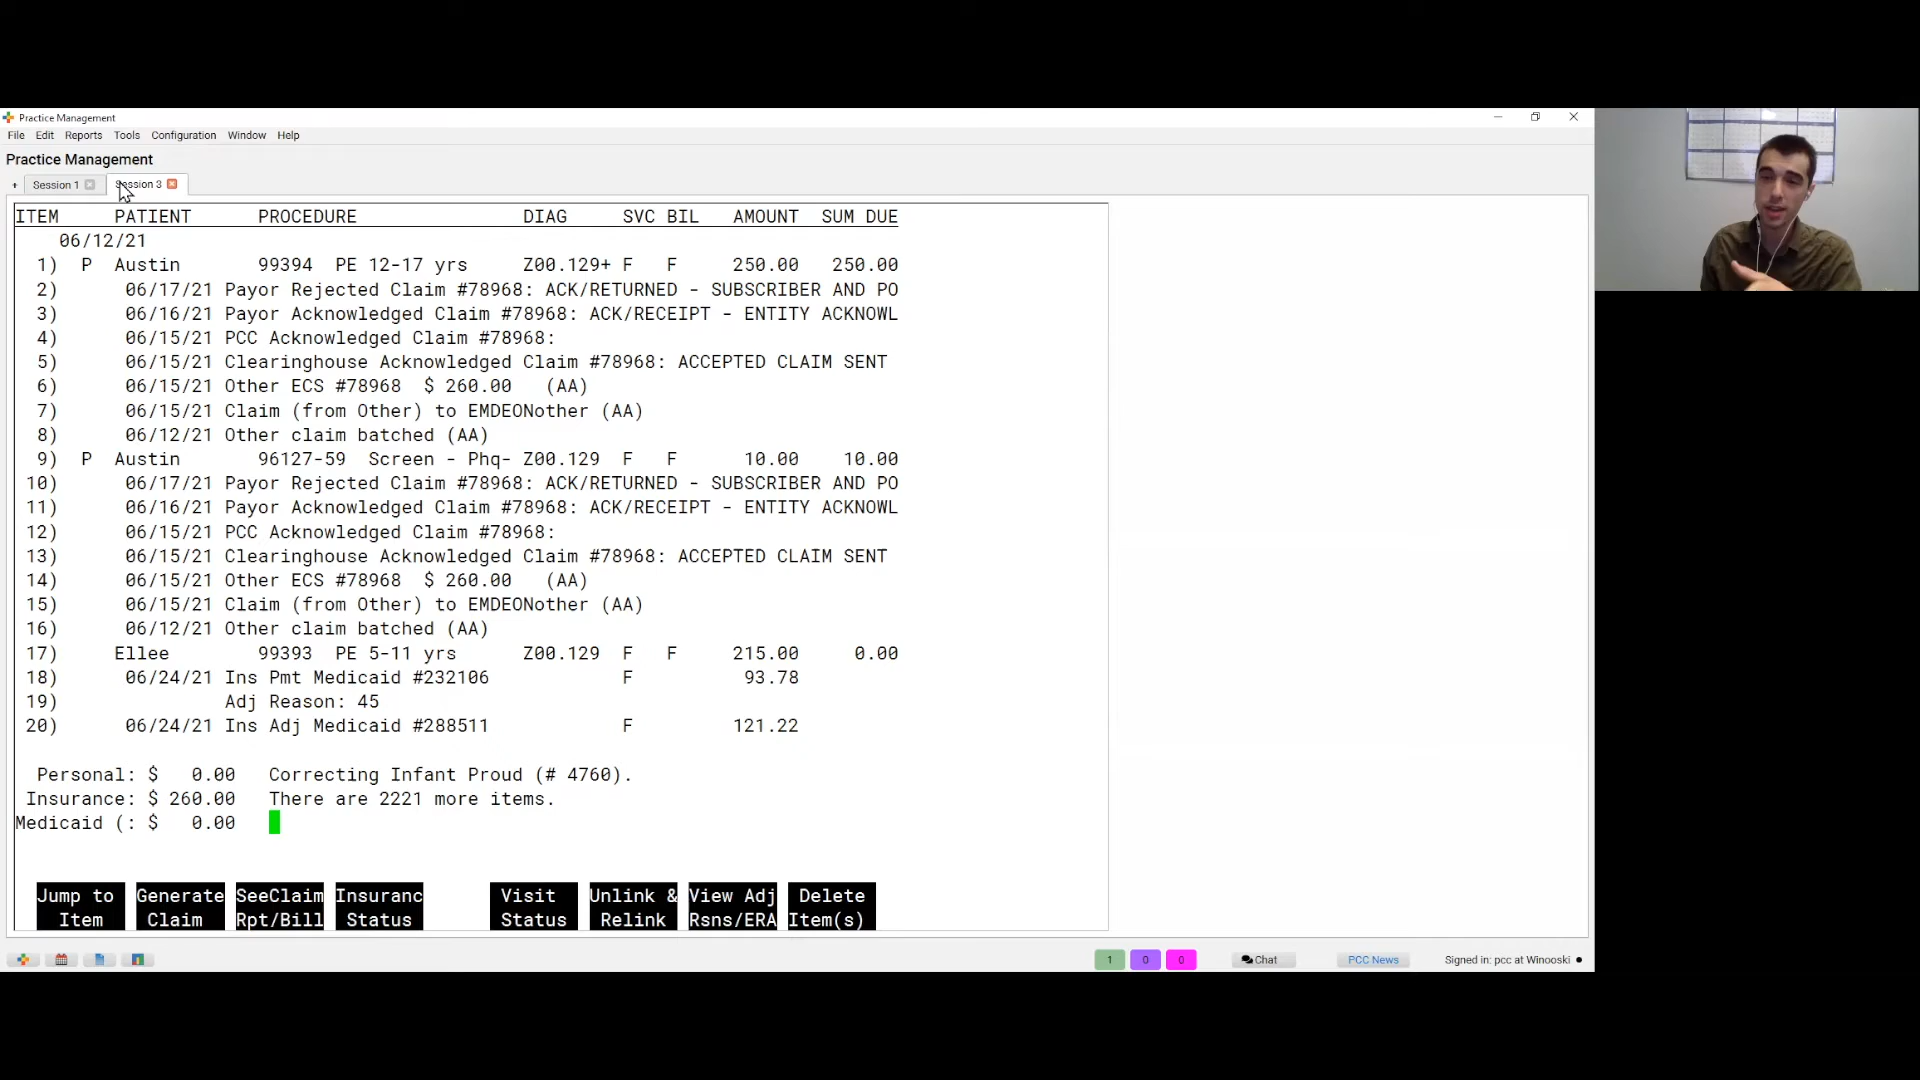 Practice Management
File Edit Reports Tools Configuration Window Help
Practice Management
+ Session 1 Session 3
ITEM PATIENT PROCEDURE DIAG SVC BIL AMOUNT SUM DUE
06/12/21
1) P Austin 99394 PE 12-17 yrs Z00.129+ F F 250.00 250.00
2) 06/17/21 Payor Rejected Claim #78968: ACK/RETURNED - SUBSCRIBER AND PO
3) 06/16/21 Payor Acknowledged Claim #78968: ACK/RECEIPT - ENTITY ACKNOWL
4) 06/15/21 PCC Acknowledged Claim #78968:
5) 06/15/21 Clearinghouse Acknowledged Claim #78968: ACCEPTED CLAIM SENT
6) 06/15/21 Other ECS #78968 $ 260.00 (AA)
7) 06/15/21 Claim (from Other) to EMDEONother (AA)
8) 06/12/21 Other claim batched (AA)
9) P Austin 96127-59 Screen - Phq- Z00.129 F F 10.00 10.00
10) 06/17/21 Payor Rejected Claim #78968: ACK/RETURNED - SUBSCRIBER AND PO
11) 06/16/21 Payor Acknowledged Claim #78968: ACK/RECEIPT - ENTITY ACKNOWL
12) 06/15/21 PCC Acknowledged Claim #78968:
13) 06/15/21 Clearinghouse Acknowledged Claim #78968: ACCEPTED CLAIM SENT
14) 06/15/21 Other ECS #78968 $ 260.00 (AA)
15) 06/15/21 Claim (from Other) to EMDEONother (AA)
16) 06/12/21 Other claim batched (AA)
17) Ellee 99393 PE 5-11 yrs Z00.129 F F 215.00 0.00
18) 06/24/21 Ins Pmt Medicaid #232106 F 93.78
19) Adj Reason: 45
20) 06/24/21 Ins Adj Medicaid #288511 F 121.22
Personal: $ 0.00 Correcting Infant Proud (# 4760).
Insurance: $ 260.00 There are 2221 more items.
Medicaid (: $ 0.00
Jump to Generate SeeClaim Insuranc Visit Unlink & View Adj Delete
Item Claim Rpt/Bill Status Status Relink Rsns/ERA Item(s)
1 0 0 Chat PCC News Signed in: pcc at Winooski